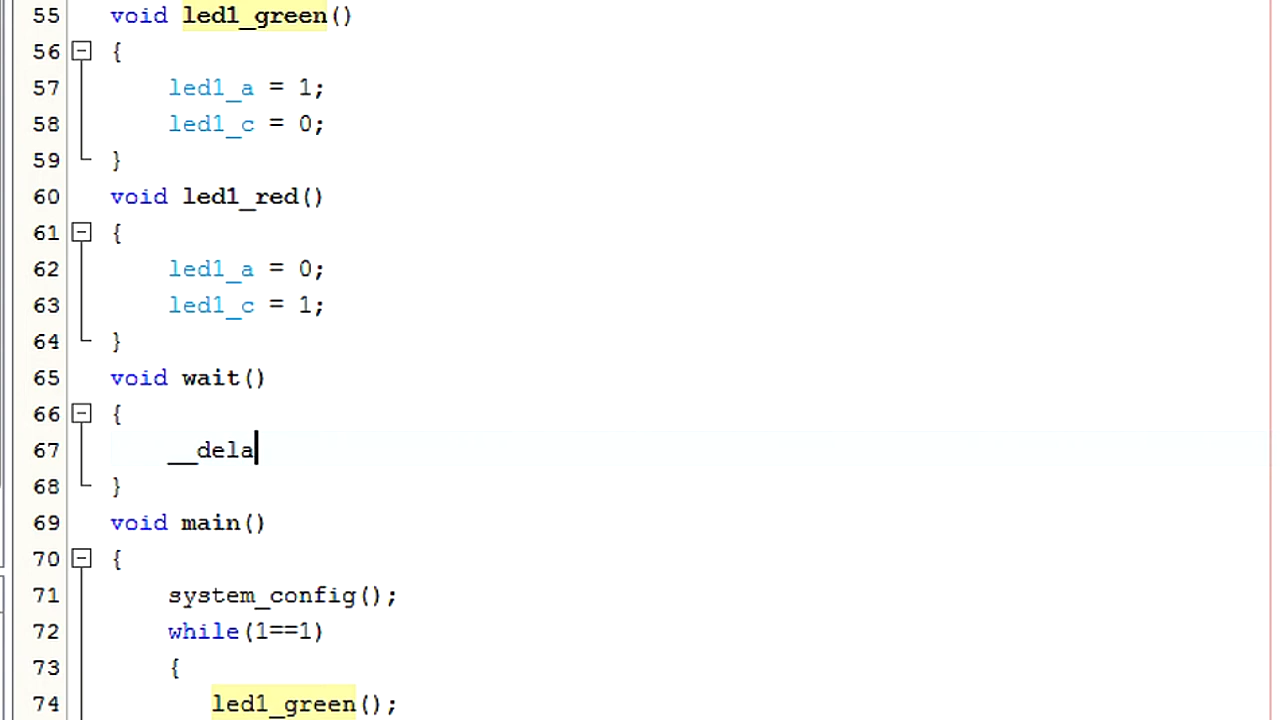 55 void led1_green()
56 {
57 led1_a = 1;
58 led1_c = 0;
59 }
60 void led1_red()
61 {
62 led1_a = 0;
63 led1_c = 1;
64 }
65 void wait()
66 {
67 __dela
68 }
69 void main()
70 {
71 system_config();
72 while(1==1)
73 {
74 led1_green();